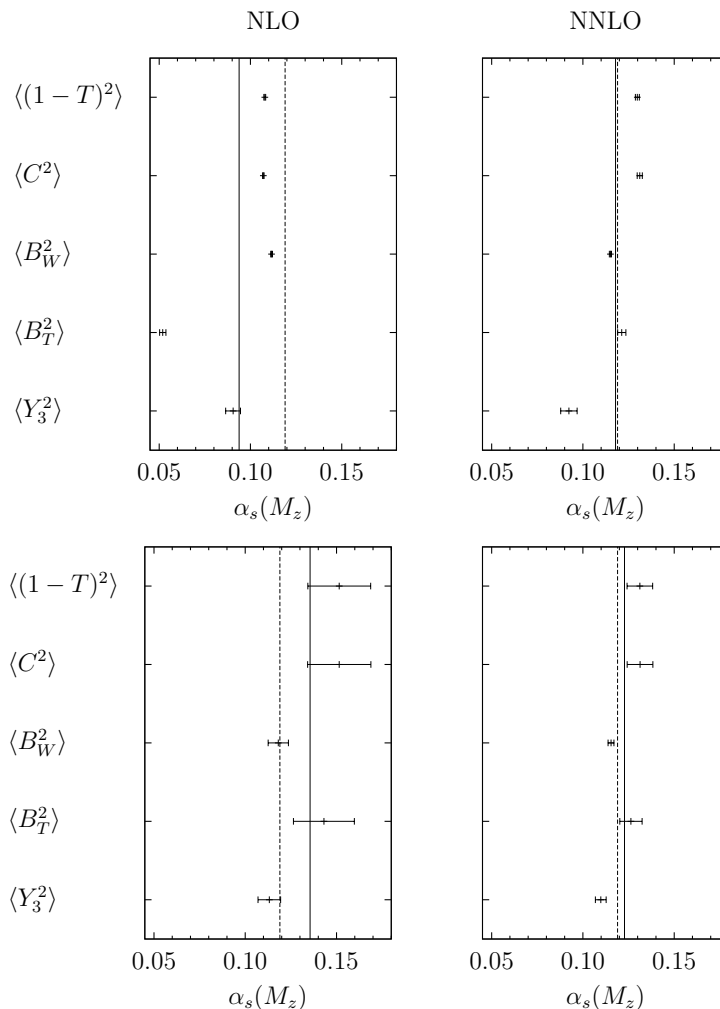 NLO NNLO
⟨(1 − T)²⟩
⟨C²⟩
⟨B_W²⟩
⟨B_T²⟩
⟨Y_3²⟩
0.05 0.10 0.15 0.05 0.10 0.15
α_s(M_z) α_s(M_z)
⟨(1 − T)²⟩
⟨C²⟩
⟨B_W²⟩
⟨B_T²⟩
⟨Y_3²⟩
0.05 0.10 0.15 0.05 0.10 0.15
α_s(M_z) α_s(M_z)